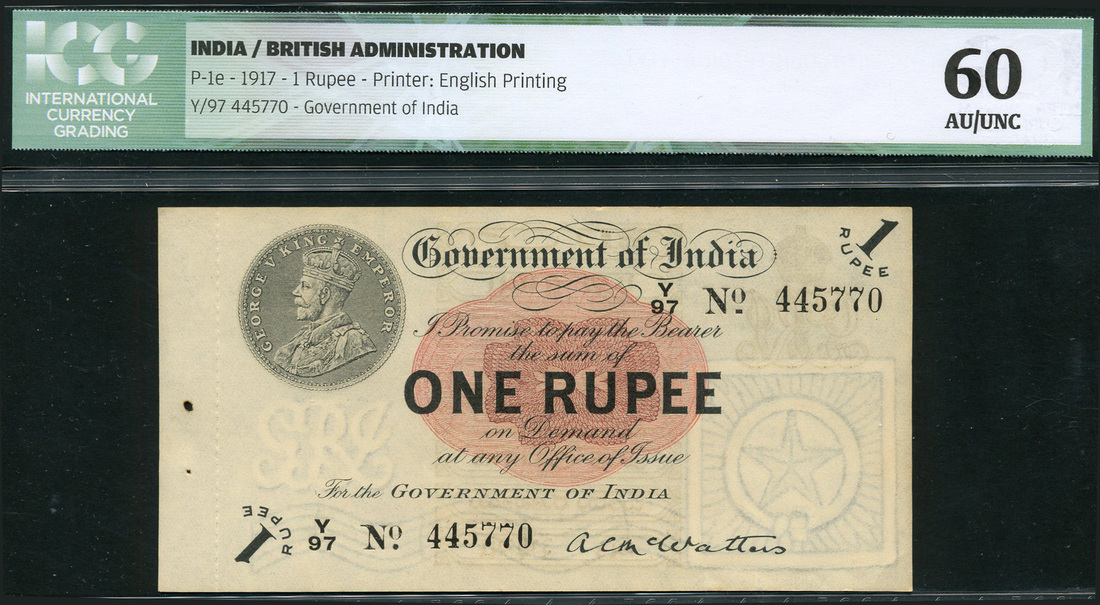 ICG
INTERNATIONAL
CURRENCY
GRADING
INDIA / BRITISH ADMINISTRATION
P-1e - 1917 - 1 Rupee - Printer: English Printing
Y/97 445770 - Government of India
60
AU/UNC
GEORGE V KING EMPEROR
Government of India
1
RUPEE
Y
97 No 445770
I Promise to pay the Bearer
the sum of
ONE RUPEE
on Demand
at any Office of Issue
For the GOVERNMENT OF INDIA
1
RUPEE
Y
97 No 445770
A C McWatters